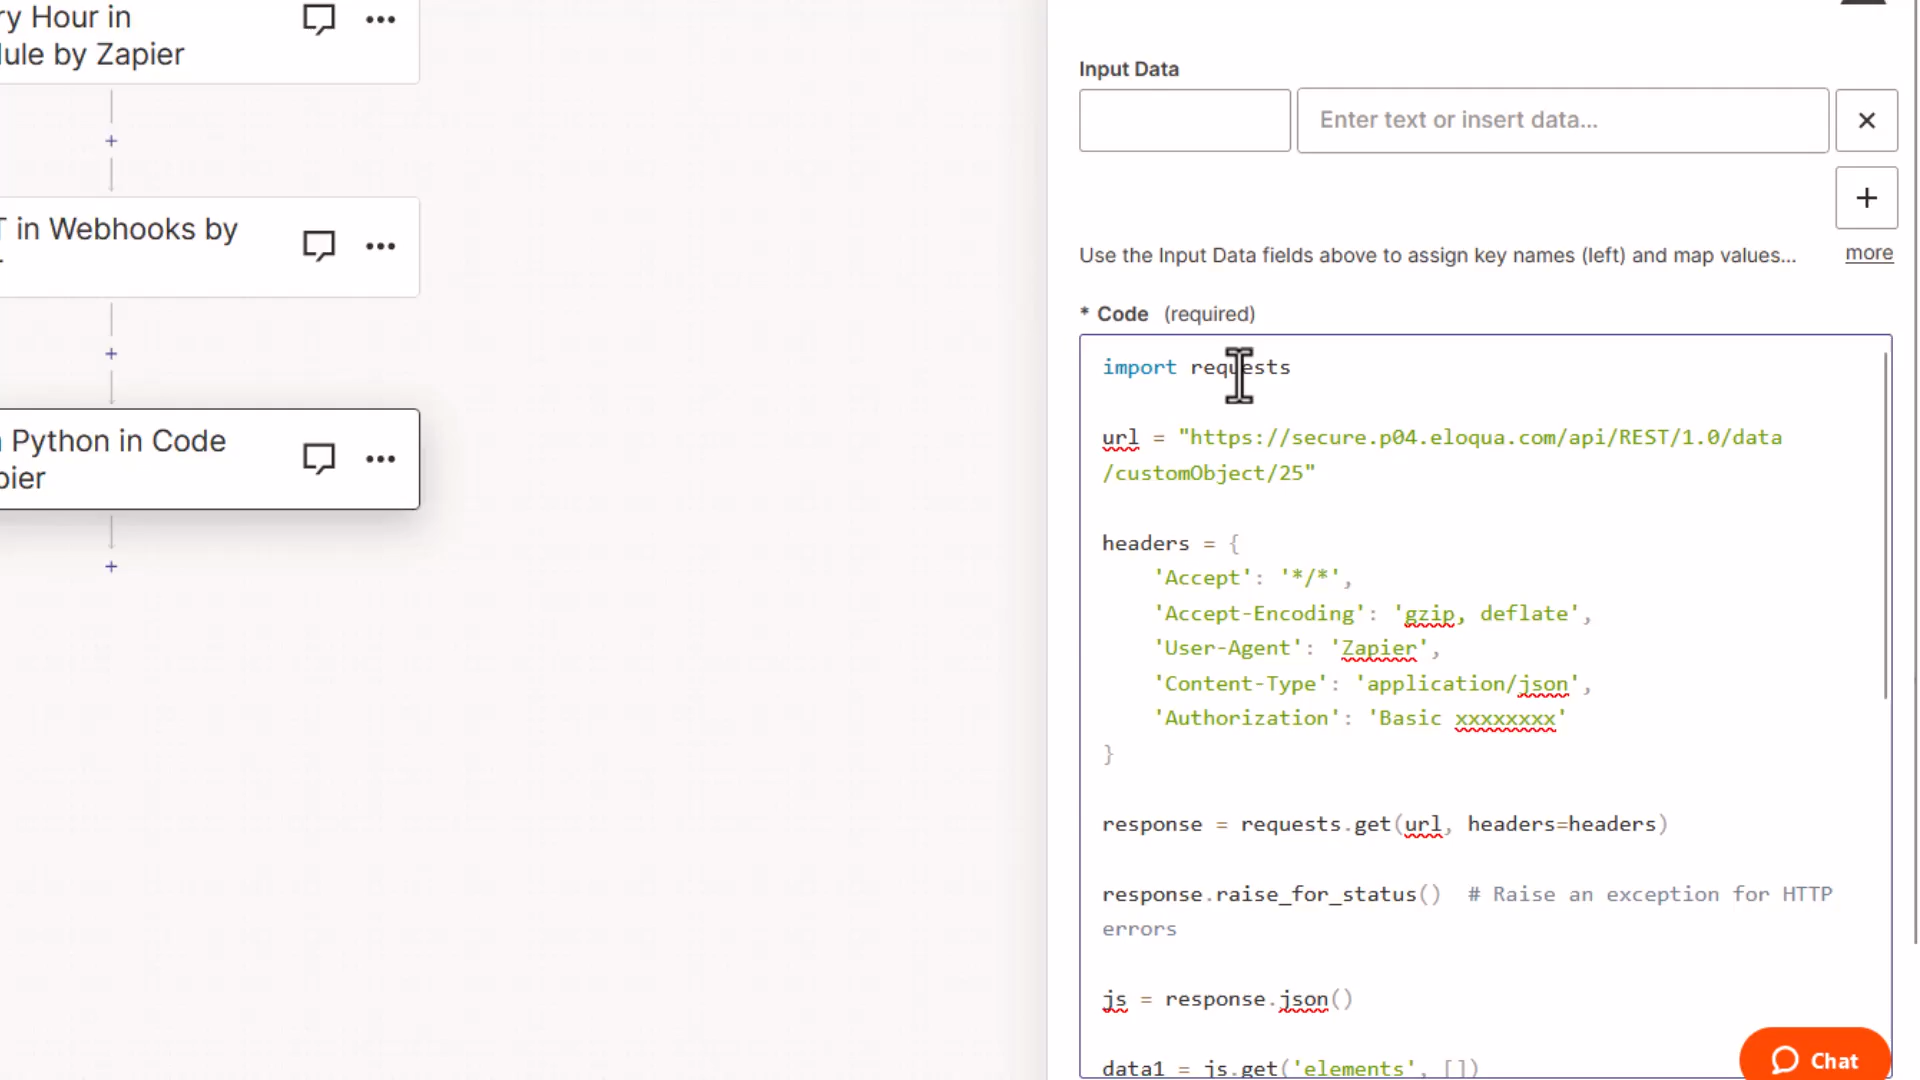 ry Hour in
dule by Zapier
T in Webhooks by
Python in Code
pier
Input Data
Enter text or insert data...
Use the Input Data fields above to assign key names (left) and map values...
more
* Code (required)
import requests
url = "https://secure.p04.eloqua.com/api/REST/1.0/data
/customObject/25"
headers = {
'Accept': '*/*',
'Accept-Encoding': 'gzip, deflate',
'User-Agent': 'Zapier',
'Content-Type': 'application/json',
'Authorization': 'Basic xxxxxxxx'
}
response = requests.get(url, headers=headers)
response.raise_for_status() # Raise an exception for HTTP
errors
js = response.json()
data1 = js.get('elements', [])
Chat